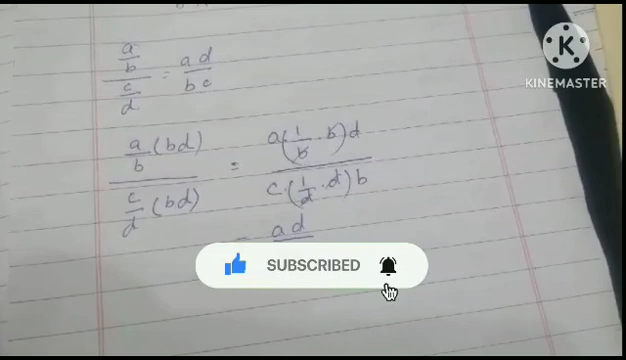 K
KINEMASTER
a/b / c/d = ad / bc
a/b (bd) / c/d (bd) = a(1/b · b)d / c·(1/d · d)b
= ad
SUBSCRIBED